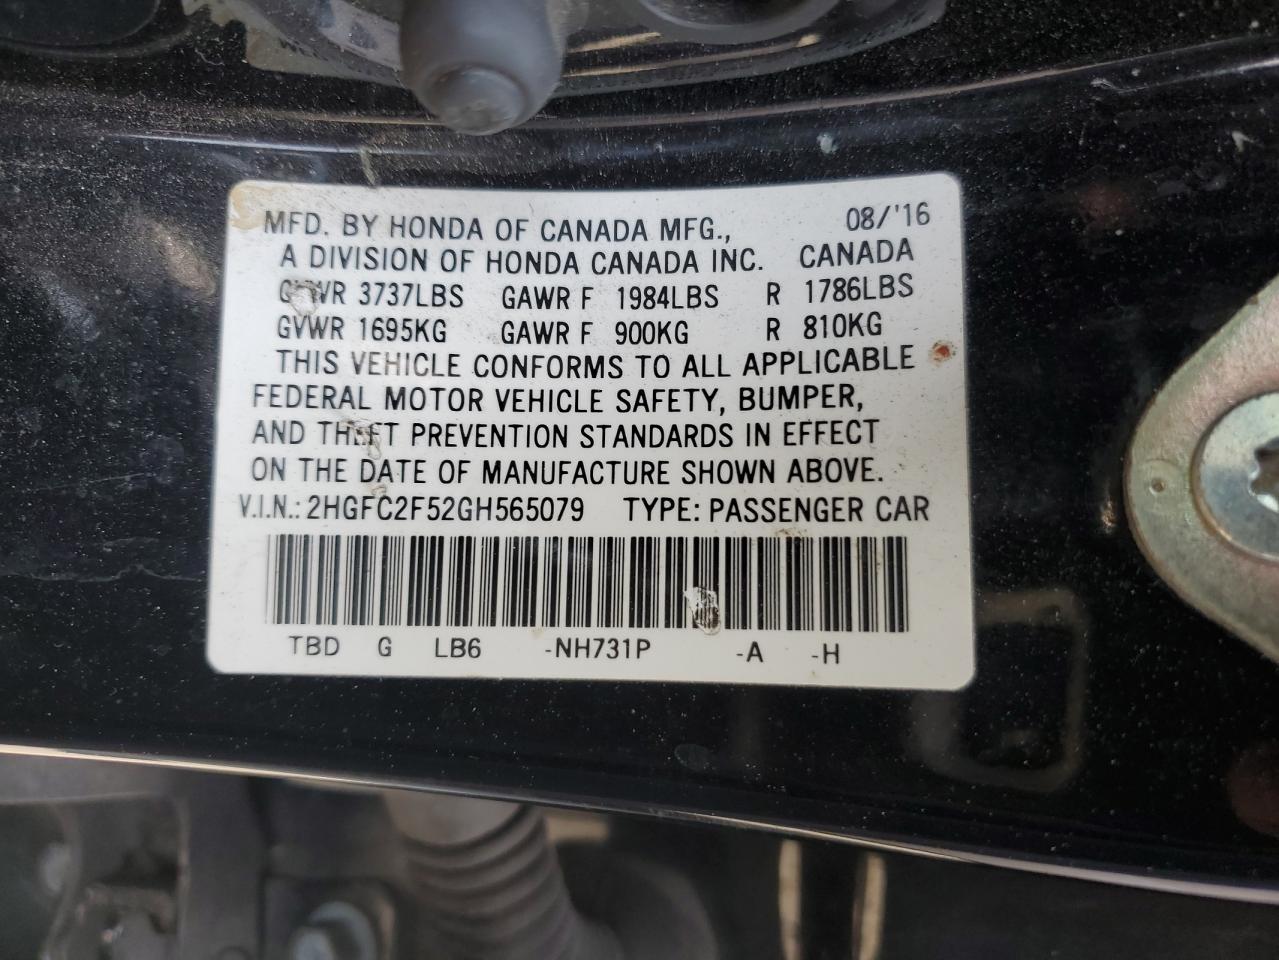 MFD. BY HONDA OF CANADA MFG., 08/'16
A DIVISION OF HONDA CANADA INC. CANADA
GVWR 3737LBS GAWR F 1984LBS R 1786LBS
GVWR 1695KG GAWR F 900KG R 810KG
THIS VEHICLE CONFORMS TO ALL APPLICABLE
FEDERAL MOTOR VEHICLE SAFETY, BUMPER,
AND THEFT PREVENTION STANDARDS IN EFFECT
ON THE DATE OF MANUFACTURE SHOWN ABOVE.
V.I.N.: 2HGFC2F52GH565079 TYPE: PASSENGER CAR
TBD G LB6 -NH731P -A -H